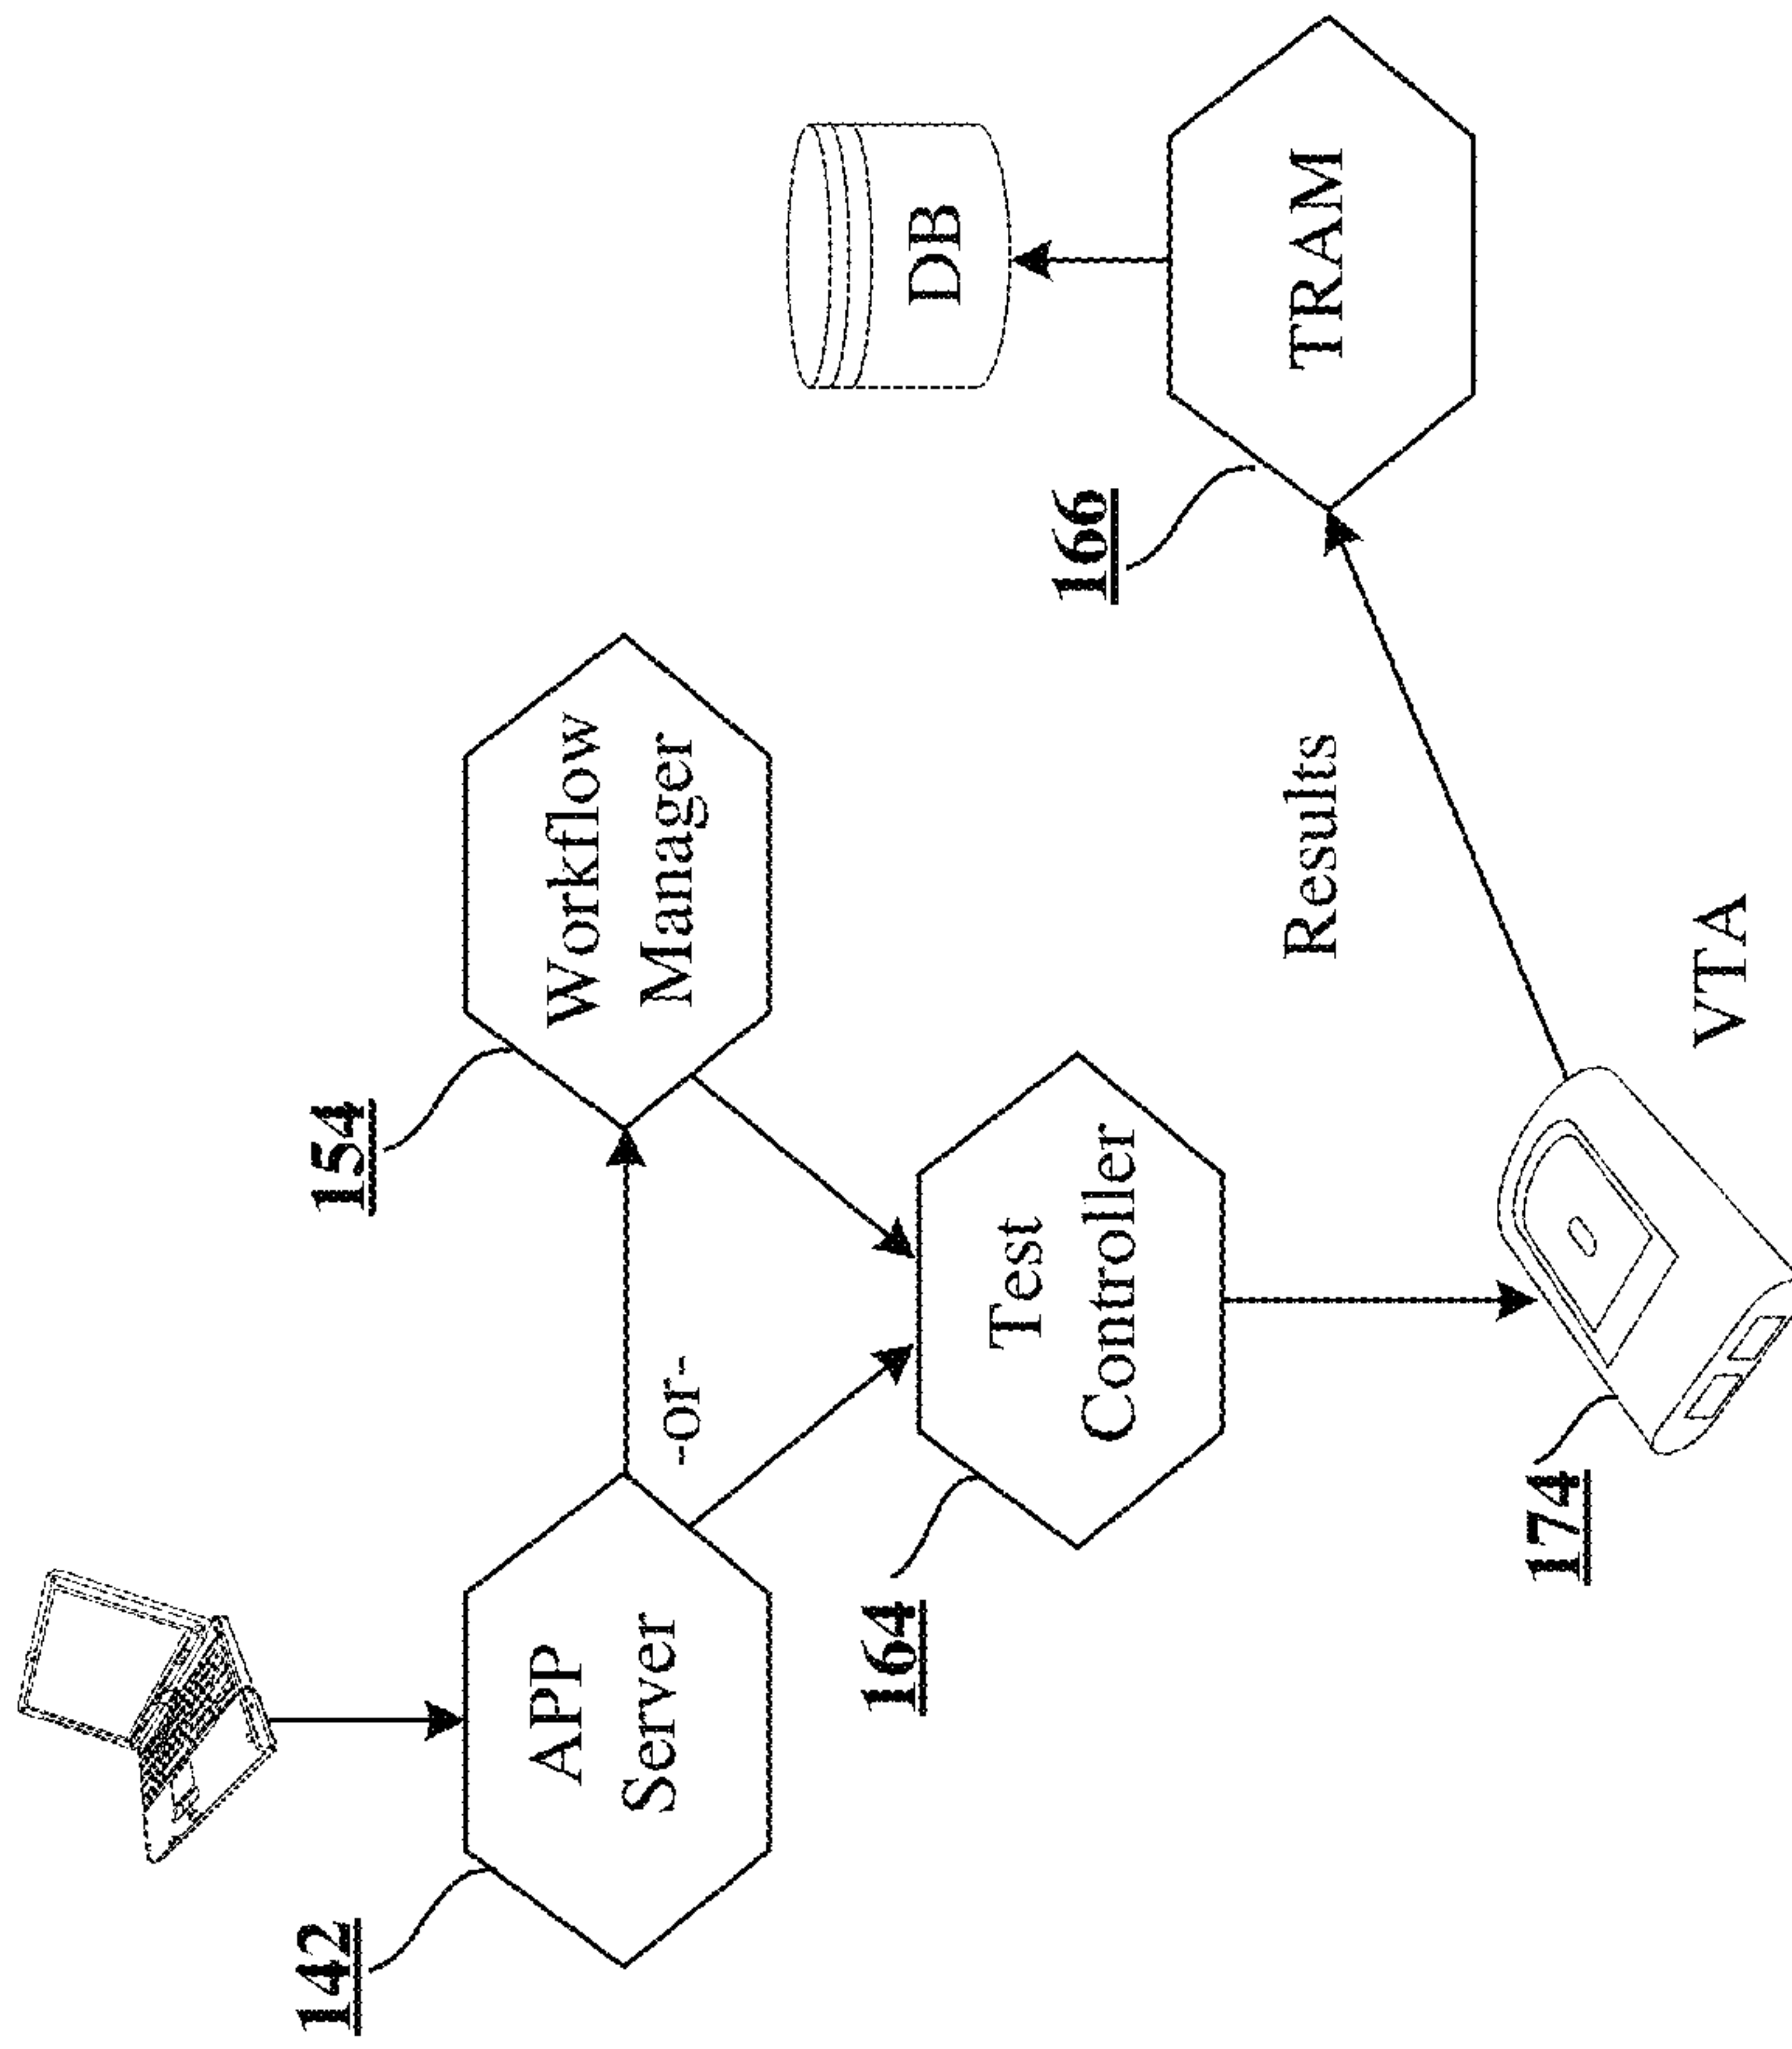 142
154
APP
Server
Workflow
Manager
-or-
164
DB
Test
Controller
166
Results
TRAM
174
VTA